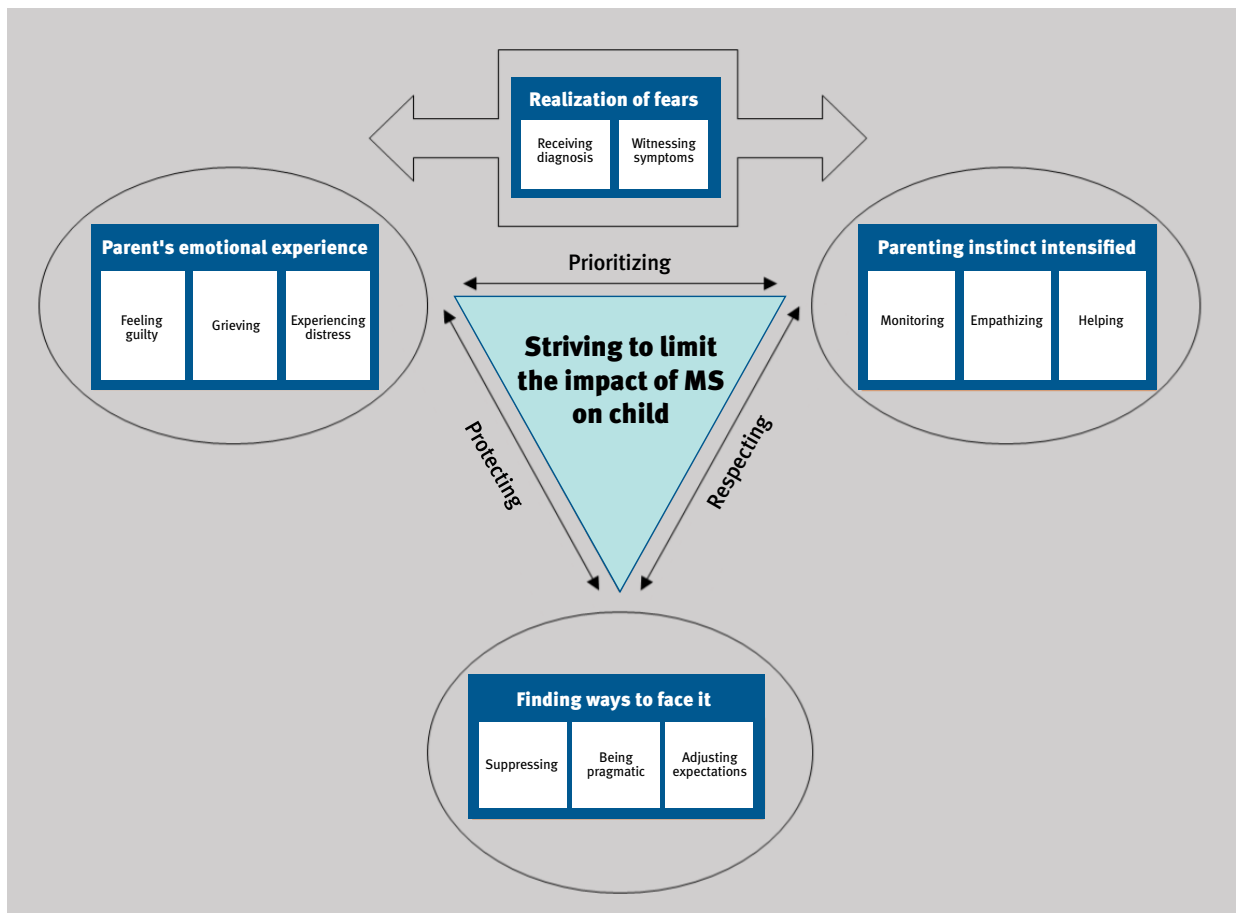 Realization of fears
Receiving
diagnosis
Witnessing
symptoms
Parent's emotional experience
Feeling
guilty
Grieving
Experiencing
distress
Parenting instinct intensified
Monitoring
Empathizing
Helping
Prioritizing
Striving to limit
the impact of MS
on child
Protecting
Respecting
Finding ways to face it
Suppressing
Being
pragmatic
Adjusting
expectations